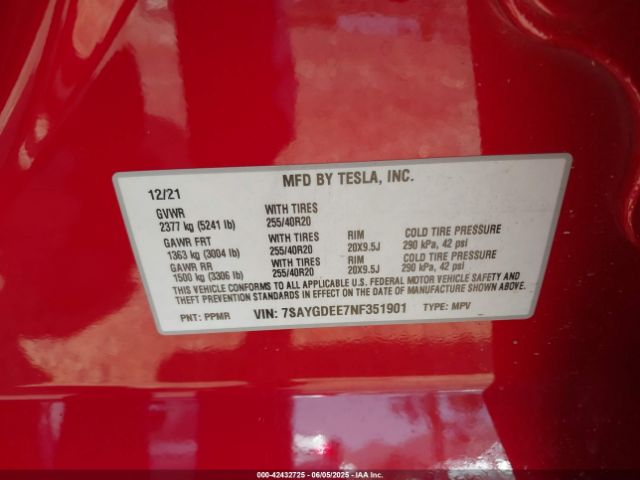 MFD BY TESLA, INC.
12/21
GVWR
2377 kg (5241 lb)
WITH TIRES
255/40R20
GAWR FRT
1363 kg (3004 lb)
WITH TIRES
255/40R20
RIM
20X9.5J
COLD TIRE PRESSURE
290 kPa, 42 psi
GAWR RR
1500 kg (3306 lb)
WITH TIRES
255/40R20
RIM
20X9.5J
COLD TIRE PRESSURE
290 kPa, 42 psi
THIS VEHICLE CONFORMS TO ALL APPLICABLE U.S. FEDERAL MOTOR VEHICLE SAFETY AND
THEFT PREVENTION STANDARDS IN EFFECT ON THE DATE OF MANUFACTURE SHOWN ABOVE.
PNT: PPMR VIN: 7SAYGDEE7NF351901 TYPE: MPV
000-42432725 - 06/05/2025 - IAA Inc.